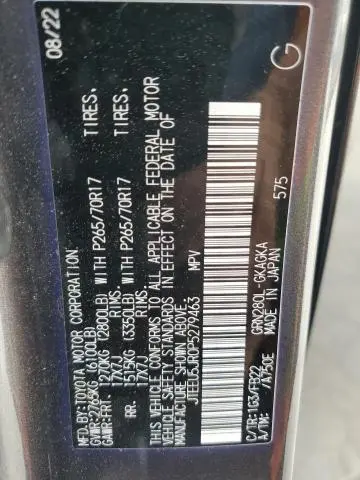 MFD.BY:TOYOTA MOTOR CORPORATION 08/22
GVWR:2765KG(6100LB)
GAWR:FRT. 1270KG (2800LB) WITH P265/70R17 TIRES,
17X7J RIMS.
RR. 1515KG (3350LB) WITH P265/70R17 TIRES,
17X7J RIMS.
THIS VEHICLE CONFORMS TO ALL APPLICABLE FEDERAL MOTOR
VEHICLE SAFETY STANDARDS IN EFFECT ON THE DATE OF
MANUFACTURE SHOWN ABOVE.
MPV
C/TR:1G3/FB22 GRN280L-GKAGKA
A/TM: /A750E MADE IN JAPAN
575
G